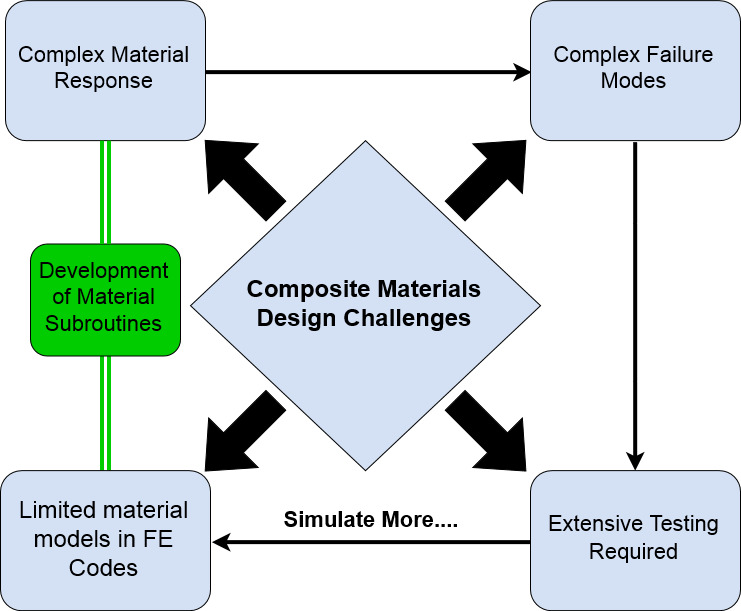 Complex Material
Response
Complex Failure
Modes
Development
of Material
Subroutines
Composite Materials
Design Challenges
Limited material
models in FE
Codes
Simulate More....
Extensive Testing
Required